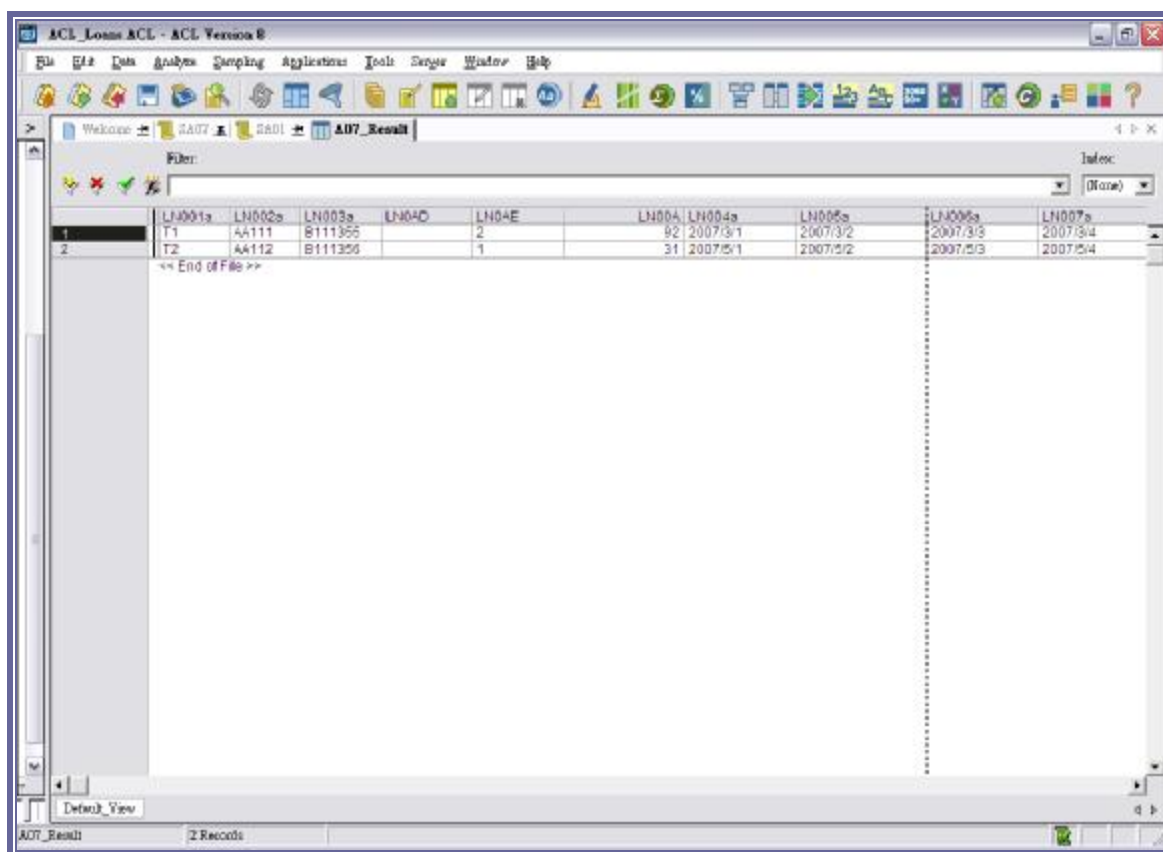 ACL_Loans ACL - ACL Version 8
File Edit Data Analyze Sampling Applications Tools Server Window Help
Welcome SA07 SA01 A07_Result
Filter: Index:
(None)
LN001a LN002a LN003a LN0AD LN0AE LN00A LN004a LN005a LN006a LN007a
1 T1 AA111 B111355 2 92 2007/3/1 2007/3/2 2007/3/3 2007/3/4
2 T2 AA112 B111356 1 31 2007/5/1 2007/5/2 2007/5/3 2007/5/4
<< End of File >>
Default_View
A07_Result 2 Records